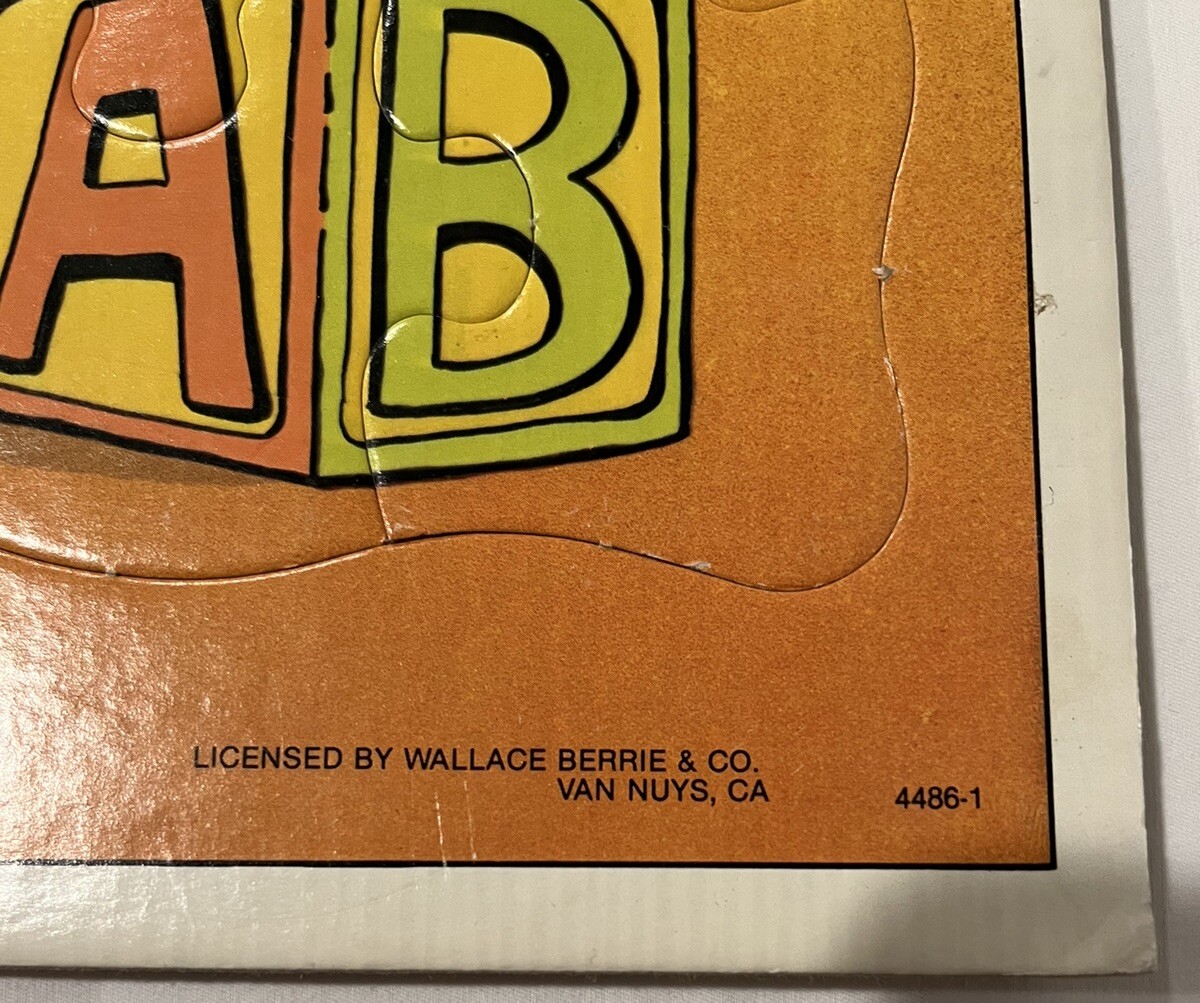 A B
LICENSED BY WALLACE BERRIE & CO.
VAN NUYS, CA
4486-1